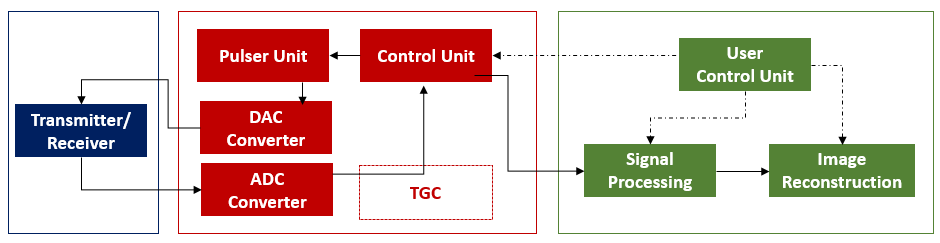 Pulser Unit
Control Unit
User
Control Unit
Transmitter/
Receiver
DAC
Converter
ADC
Converter
TGC
Signal
Processing
Image
Reconstruction